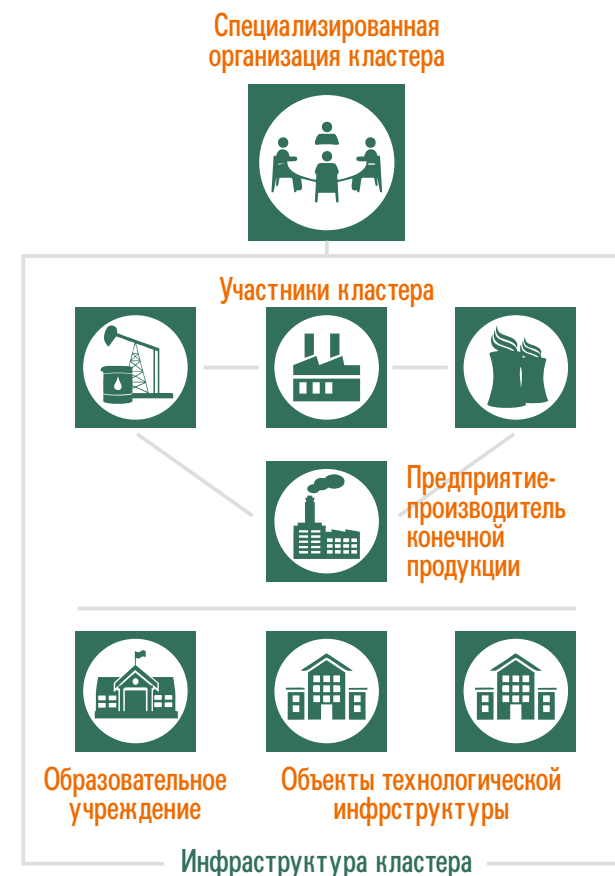 Специализированная
организация кластера
Участники кластера
Предприятие-
производитель
конечной
продукции
Образовательное
учреждение
Объекты технологической
инфрструктуры
Инфраструктура кластера